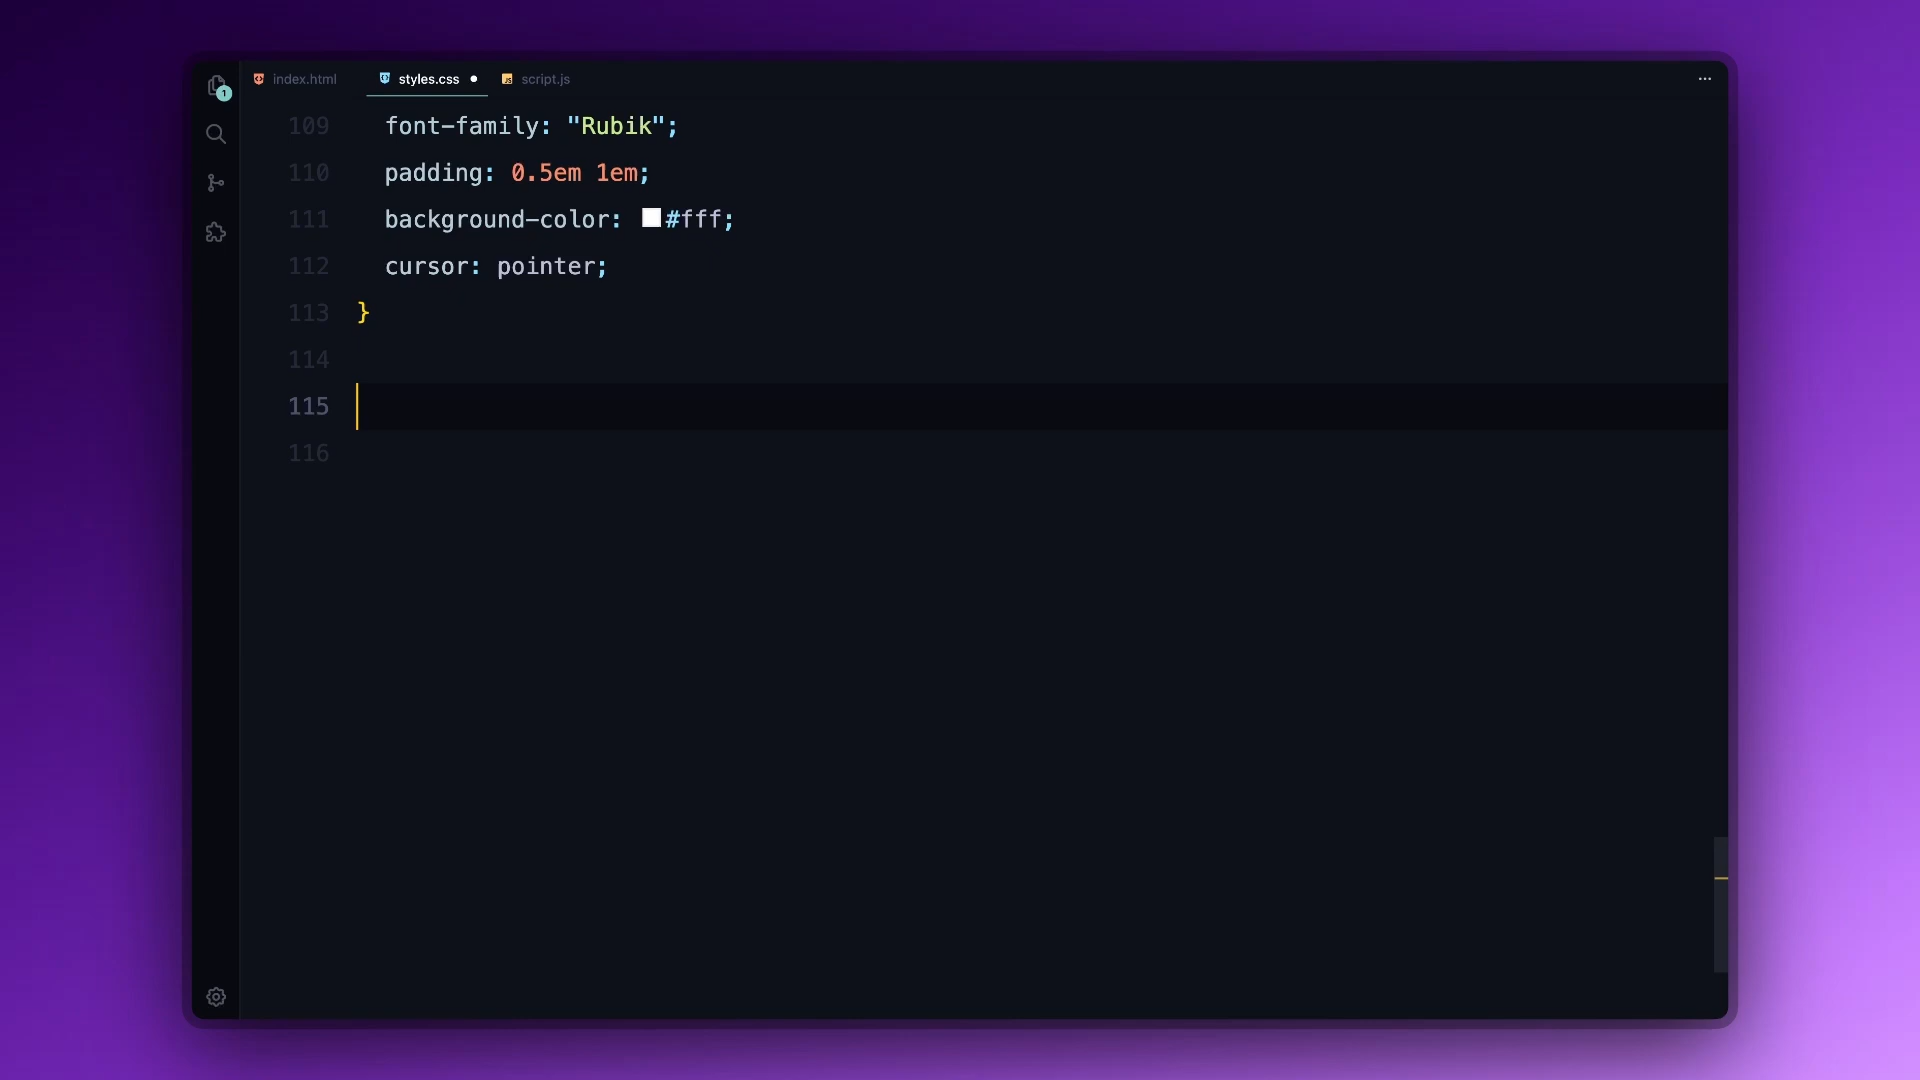 index.html styles.css script.js
1
109 font-family: "Rubik";
110 padding: 0.5em 1em;
111 background-color: #fff;
112 cursor: pointer;
113 }
114
115
116